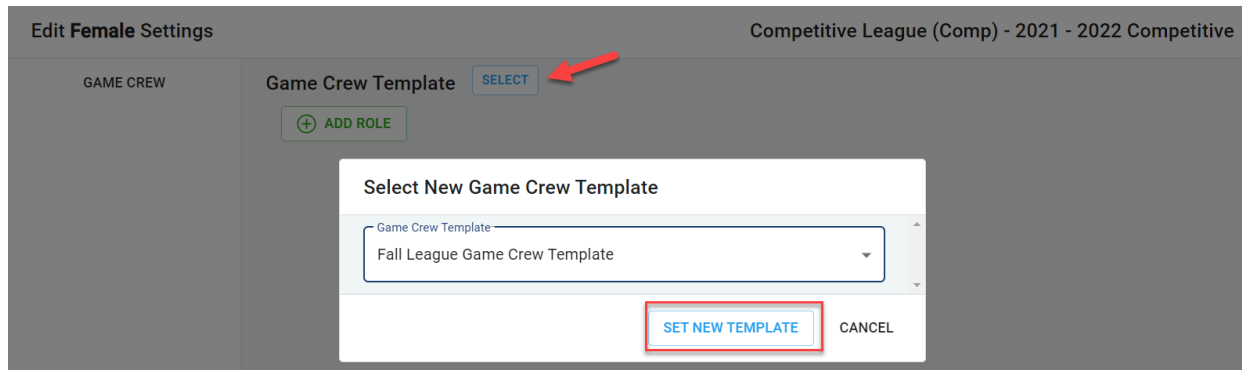 Edit Female Settings
Competitive League (Comp) - 2021 - 2022 Competitive
GAME CREW
Game Crew Template
SELECT
ADD ROLE
Select New Game Crew Template
Game Crew Template
Fall League Game Crew Template
SET NEW TEMPLATE
CANCEL